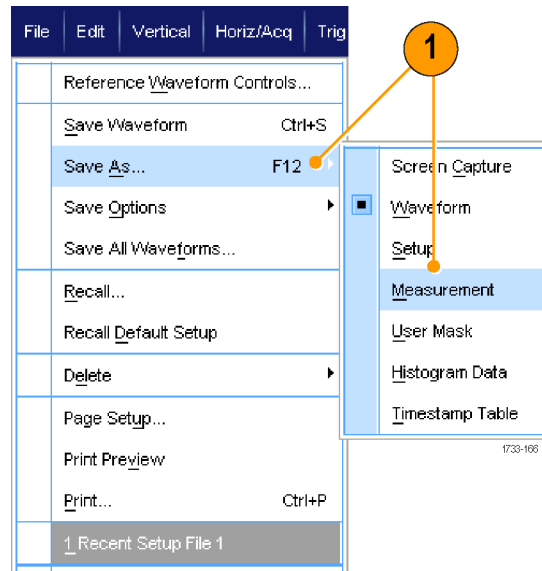 File Edit Vertical Horiz/Acq Trig
1
Reference Waveform Controls...
Save Waveform Ctrl+S
Save As... F12
Save Options
Save All Waveforms...
Recall...
Recall Default Setup
Delete
Page Setup...
Print Preview
Print... Ctrl+P
1 Recent Setup File 1
Screen Capture
Waveform
Setup
Measurement
User Mask
Histogram Data
Timestamp Table
1733-166